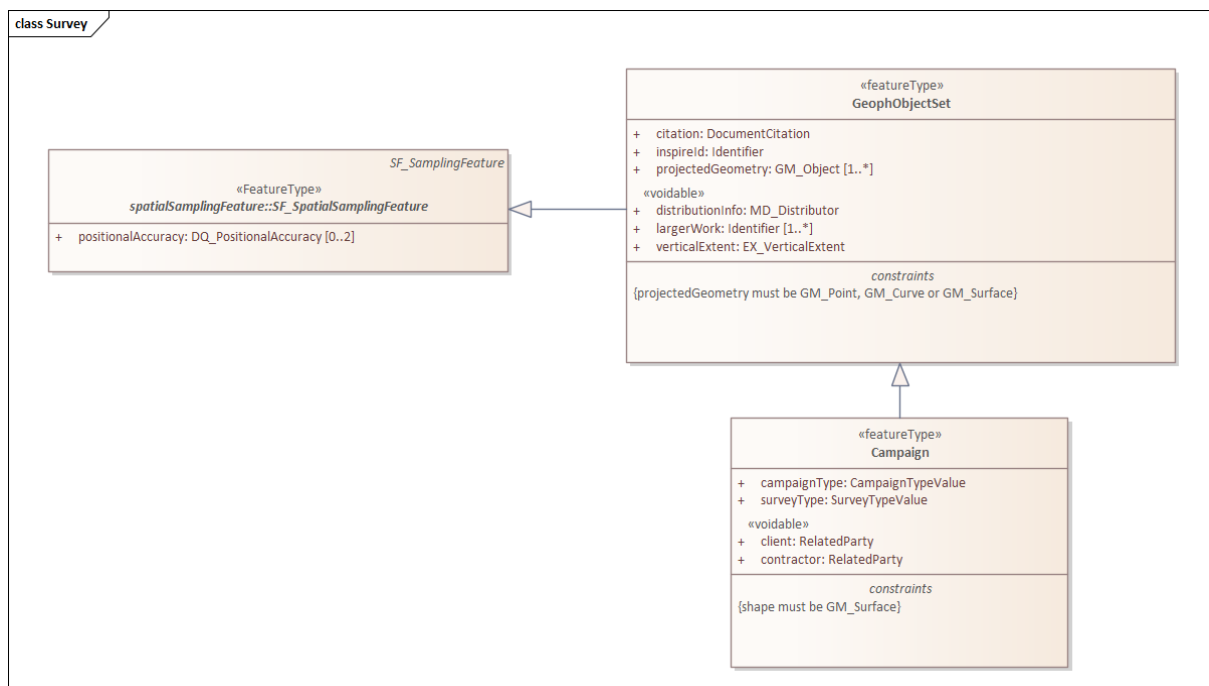 class Survey
«featureType»
GeophObjectSet
+ citation: DocumentCitation
+ inspireId: Identifier
+ projectedGeometry: GM_Object [1..*]
«voidable»
+ distributionInfo: MD_Distributor
+ largerWork: Identifier [1..*]
+ verticalExtent: EX_VerticalExtent
constraints
{projectedGeometry must be GM_Point, GM_Curve or GM_Surface}
SF_SamplingFeature
«FeatureType»
spatialSamplingFeature::SF_SpatialSamplingFeature
+ positionalAccuracy: DQ_PositionalAccuracy [0..2]
«featureType»
Campaign
+ campaignType: CampaignTypeValue
+ surveyType: SurveyTypeValue
«voidable»
+ client: RelatedParty
+ contractor: RelatedParty
constraints
{shape must be GM_Surface}